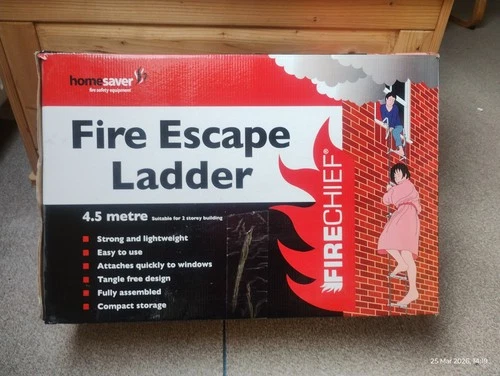 homesaver
fire safety equipment
Fire Escape
Ladder
4.5 metre Suitable for 2 storey building
Strong and lightweight
Easy to use
Attaches quickly to windows
Tangle free design
Fully assembled
Compact storage
FIRECHIEF®
25 Mar 2026, 14:19